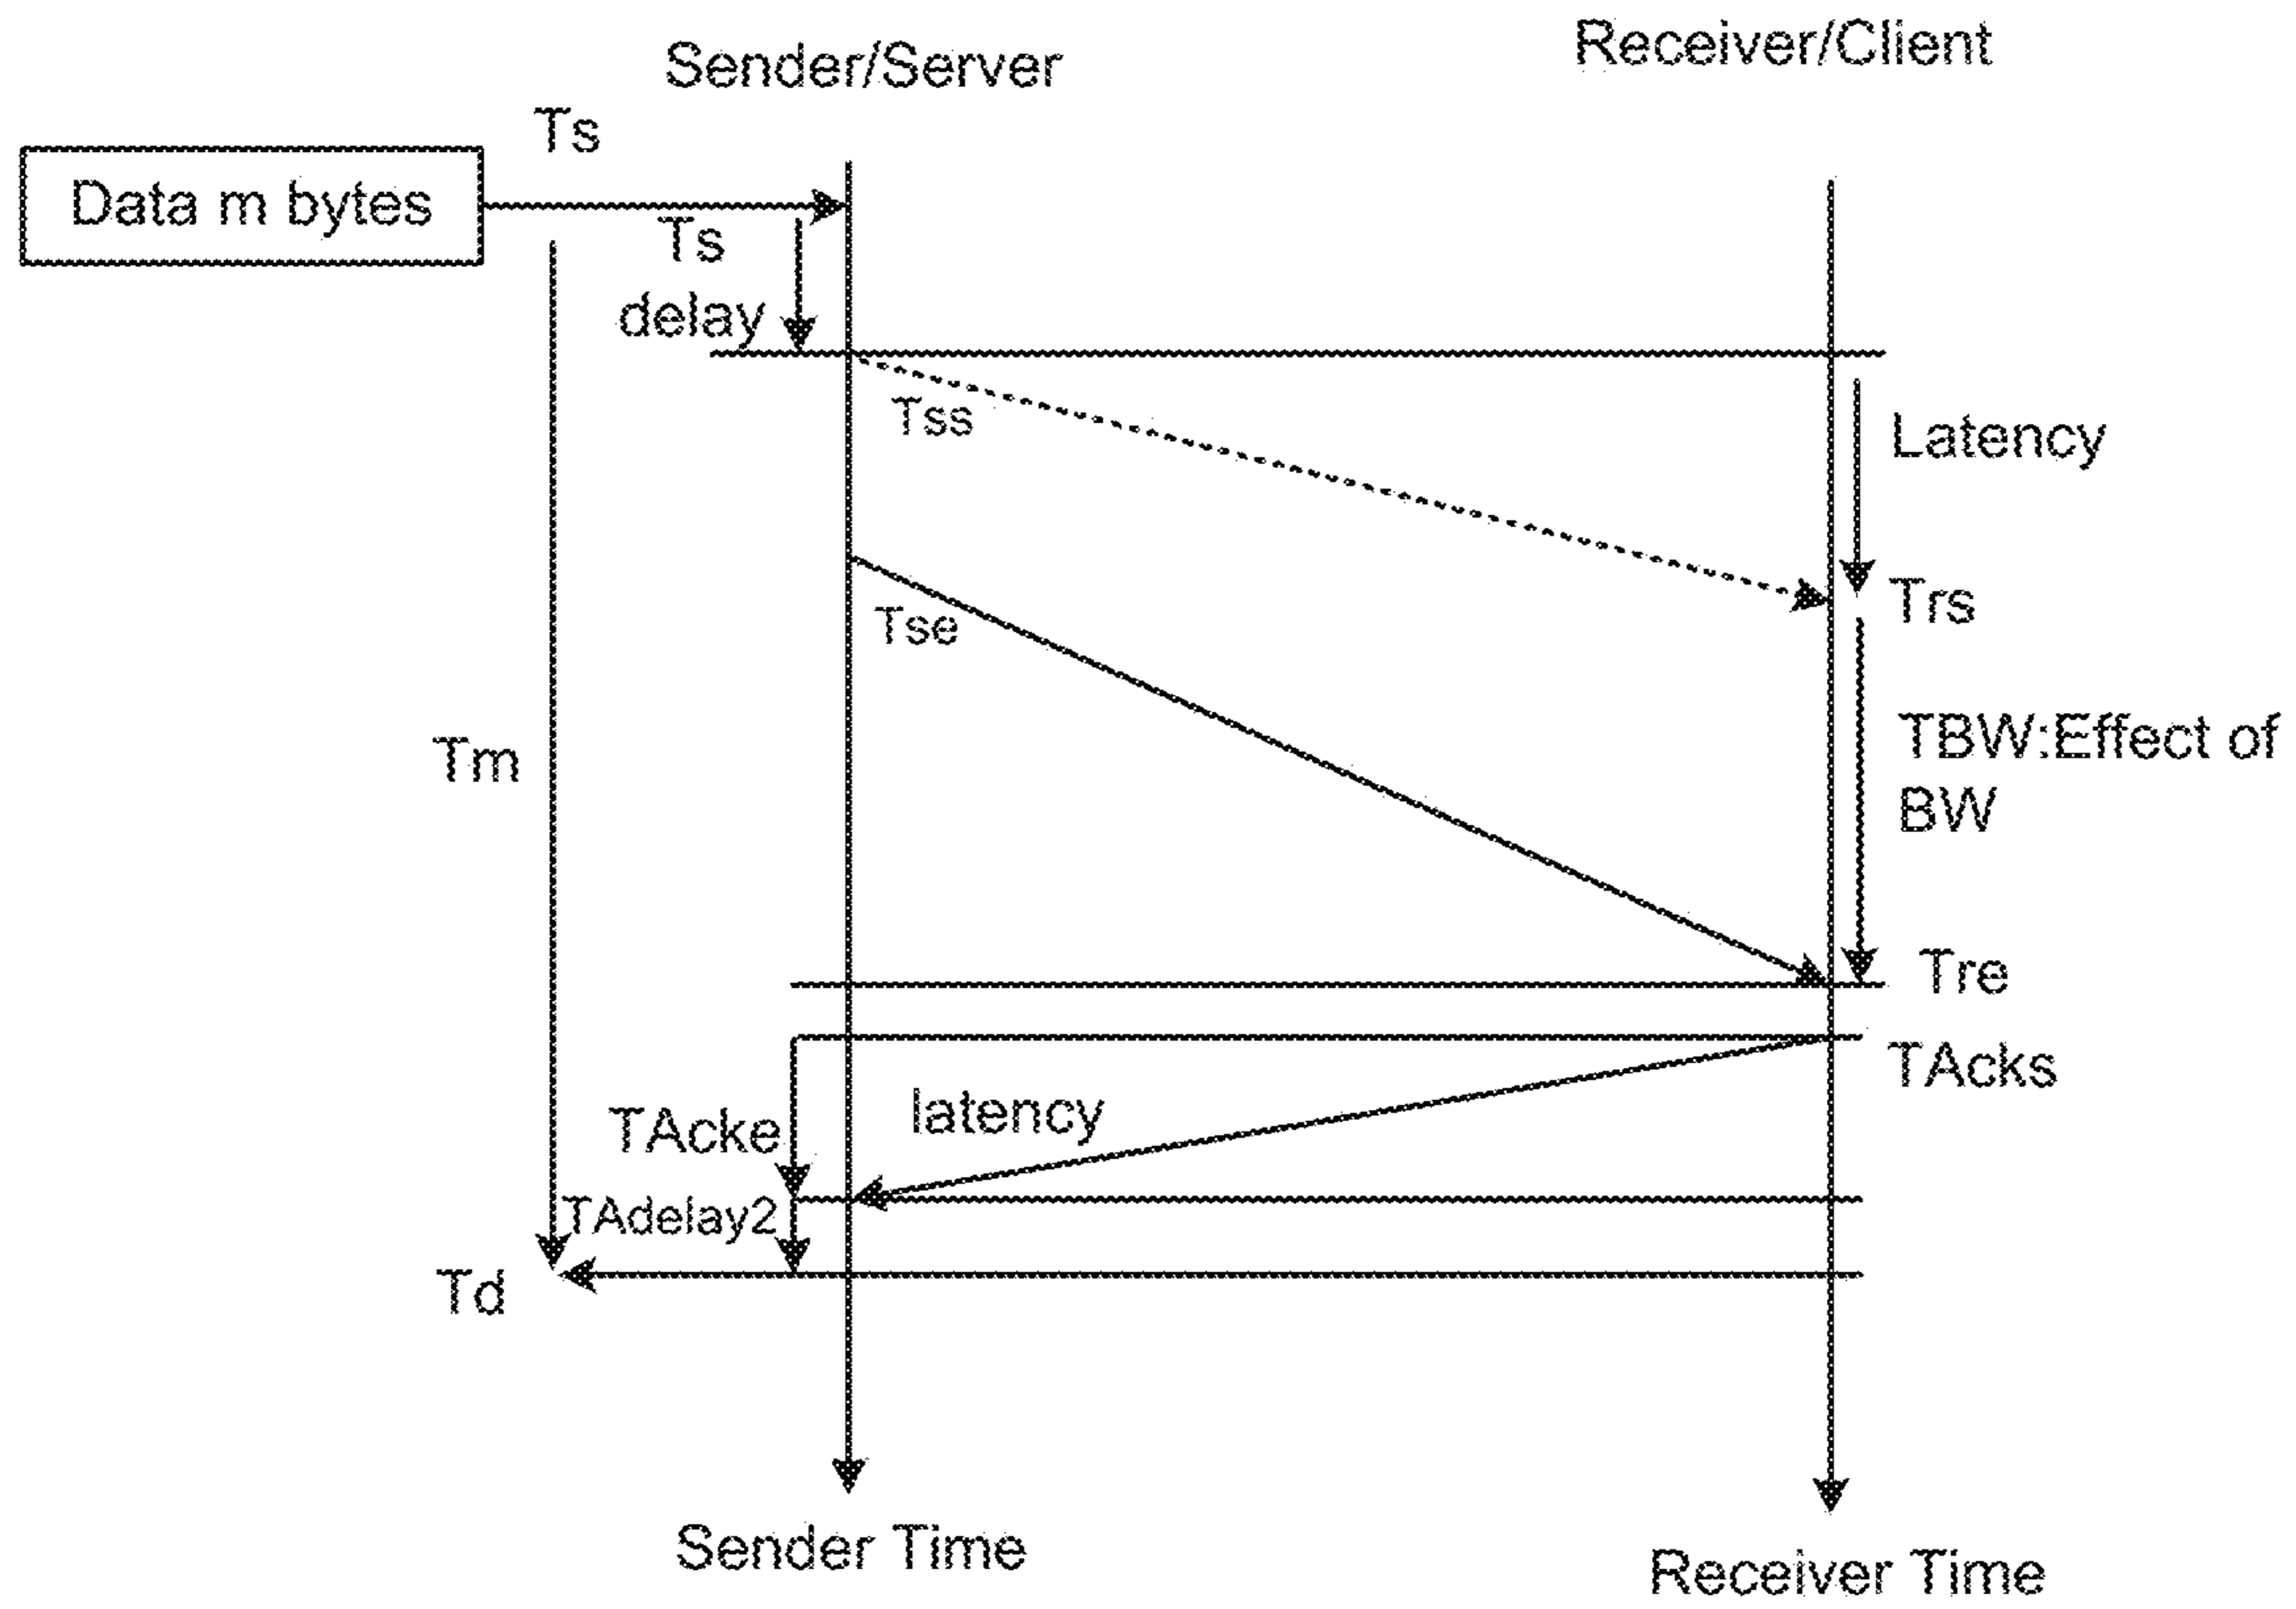 Sender/Server
Receiver/Client
Ts
Data m bytes
Ts
delay
Tss
Latency
Trs
Tse
Tm
TBW:Effect of
BW
Tre
TAcks
TAcke
latency
TAdelay2
Td
Sender Time
Receiver Time